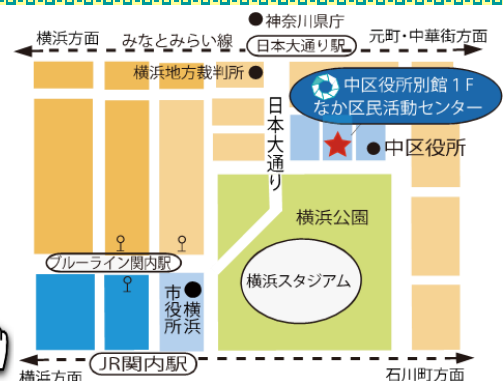 ●神奈川県庁
横浜方面
みなとみらい線
日本大通り駅
元町・中華街方面
横浜地方裁判所●
中区役所別館1F
なか区民活動センター
日本大通り
●中区役所
横浜公園
ブルーライン関内駅
横浜スタジアム
●横浜
市役所
JR関内駅
横浜方面
石川町方面